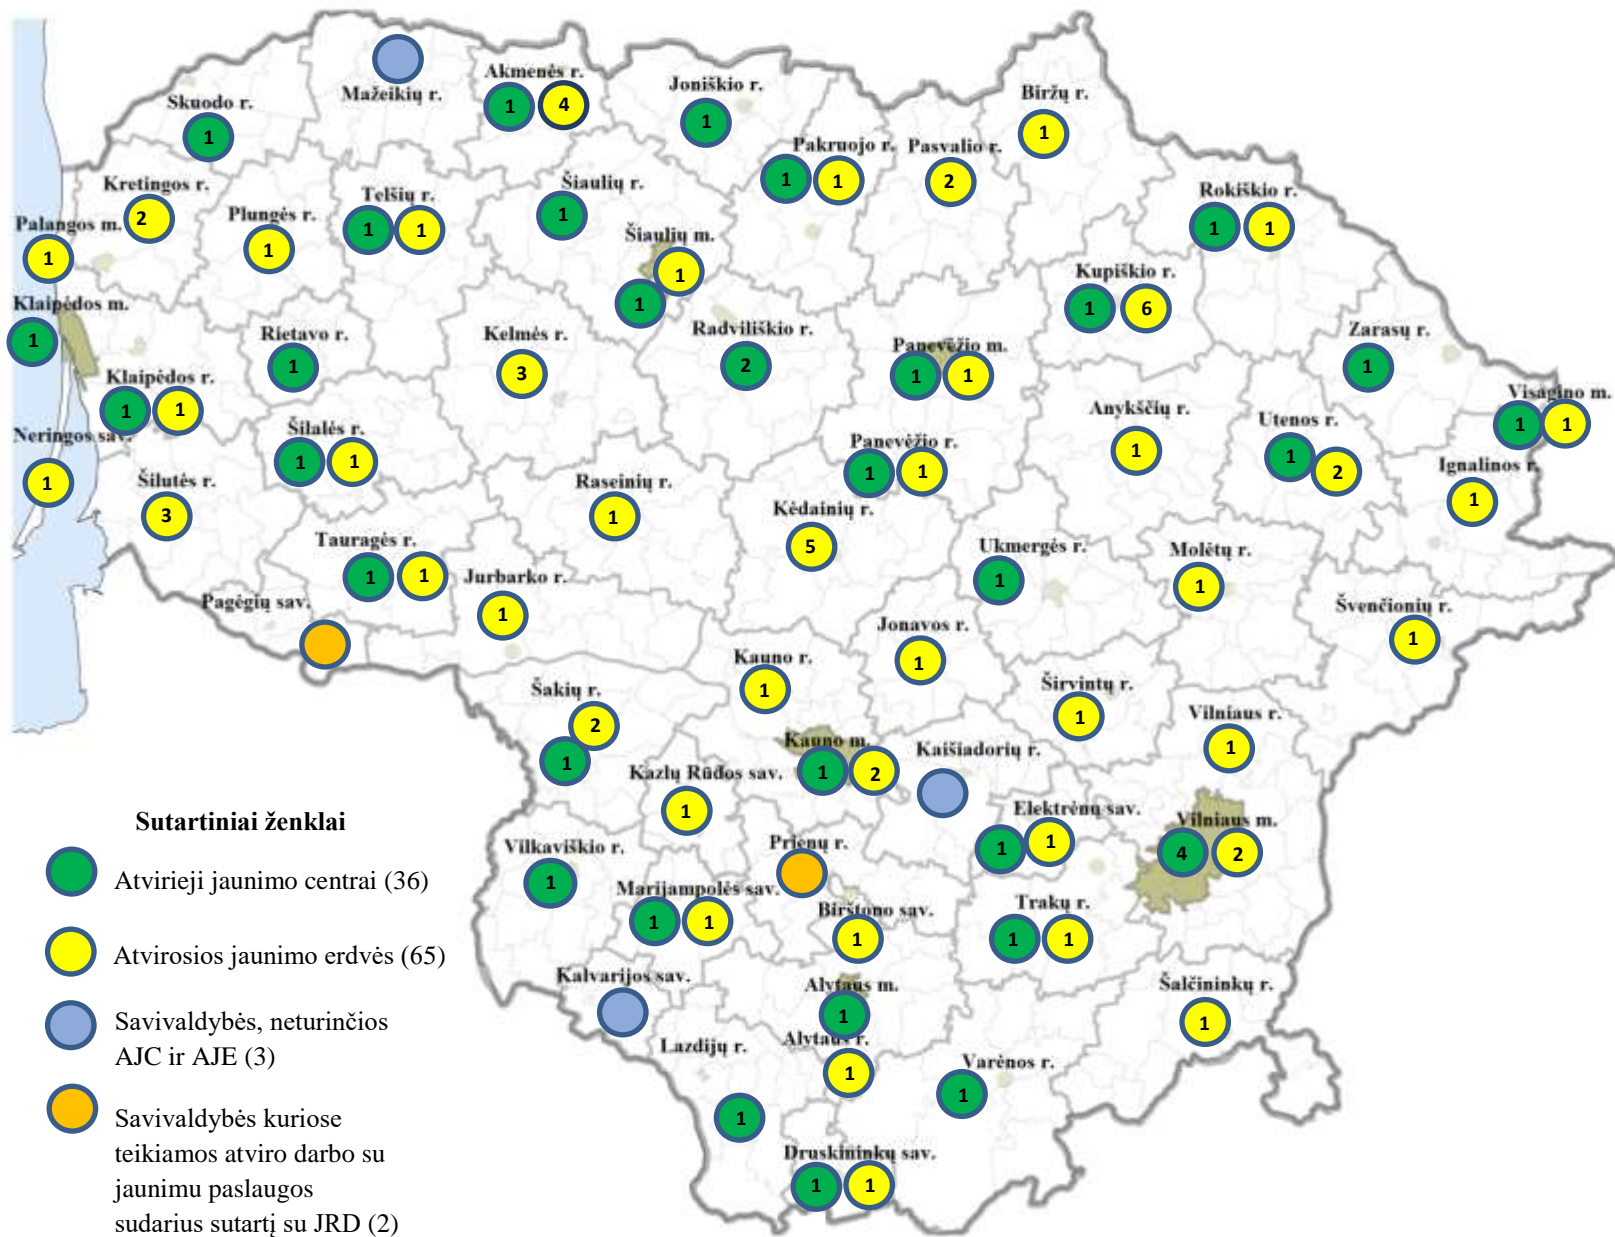 Mažeikių r.
Akmenės r.
1 4
Skuodo r.
1
Joniškio r.
1
Biržų r.
1
Pakruojo r.
1 1
Pasvalio r.
2
Kretingos r.
2
Palangos m.
1
Plungės r.
1
Telšių r.
1 1
Šiaulių r.
1
Šiaulių m.
1
1
Rokiškio r.
1 1
Kupiškio r.
1 6
Klaipėdos m.
1
Rietavo r.
1
Kelmės r.
3
Radviliškio r.
2
Panevėžio m.
1 1
Zarasų r.
1
Klaipėdos r.
1 1
Visagino m.
1 1
Neringos sav.
1
Šilalės r.
1 1
Anykščių r.
1
Utenos r.
1 2
Panevėžio r.
1 1
Ignalinos r.
1
Šilutės r.
3
Raseinių r.
1
Kėdainių r.
5
Tauragės r.
1 1
Jurbarko r.
1
Ukmergės r.
1
Molėtų r.
1
Pagėgių sav.
Švenčionių r.
1
Jonavos r.
1
Kauno r.
1
Šakių r.
2
1
Širvintų r.
1
Vilniaus r.
1
Kauno m.
1 2
Kaišiadorių r.
Kazlų Rūdos sav.
1
Elektrėnų sav.
1 1
Vilniaus m.
4 2
Vilkaviškio r.
1
Prienų r.
Marijampolės sav.
1 1
Birštono sav.
1
Trakų r.
1 1
Kalvarijos sav.
Alytaus m.
1
Šalčininkų r.
1
Lazdijų r.
1
Alytaus r.
1
Varėnos r.
1
Druskininkų sav.
1 1
Sutartiniai ženklai
Atvirieji jaunimo centrai (36)
Atvirosios jaunimo erdvės (65)
Savivaldybės, neturinčios
AJC ir AJE (3)
Savivaldybės kuriose
teikiamos atviro darbo su
jaunimu paslaugos
sudarius sutartį su JRD (2)